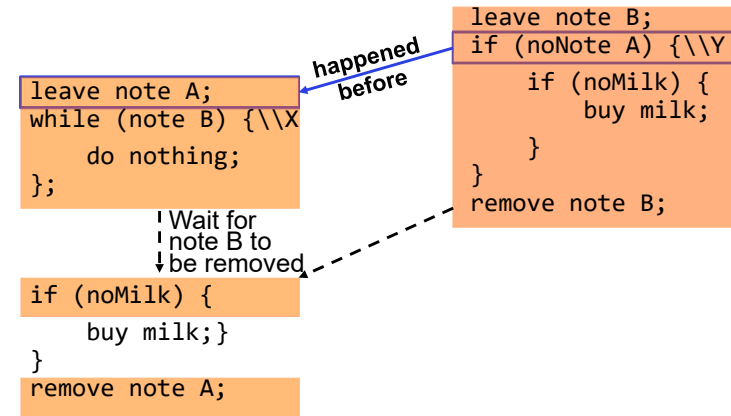 leave note A;
while (note B) {\\X
do nothing;
};
Wait for
note B to
be removed
if (noMilk) {
buy milk;}
}
remove note A;
happened
before
leave note B;
if (noNote A) {\\Y
if (noMilk) {
buy milk;
}
}
remove note B;